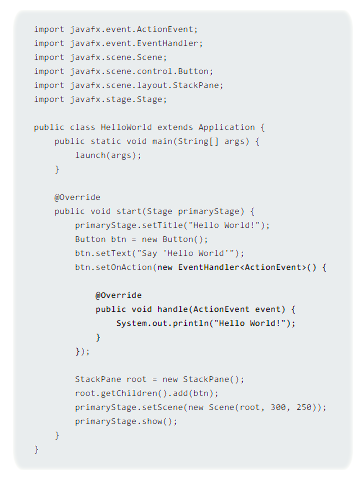 import javafx.event.ActionEvent;
import javafx.event.EventHandler;
import javafx.scene.Scene;
import javafx.scene.control.Button;
import javafx.scene.layout.StackPane;
import javafx.stage.Stage;

public class HelloWorld extends Application {
    public static void main(String[] args) {
        launch(args);
    }

    @Override
    public void start(Stage primaryStage) {
        primaryStage.setTitle("Hello World!");
        Button btn = new Button();
        btn.setText("Say 'Hello World'");
        btn.setOnAction(new EventHandler<ActionEvent>() {

            @Override
            public void handle(ActionEvent event) {
                System.out.println("Hello World!");
            }
        });

        StackPane root = new StackPane();
        root.getChildren().add(btn);
        primaryStage.setScene(new Scene(root, 300, 250));
        primaryStage.show();
    }
}